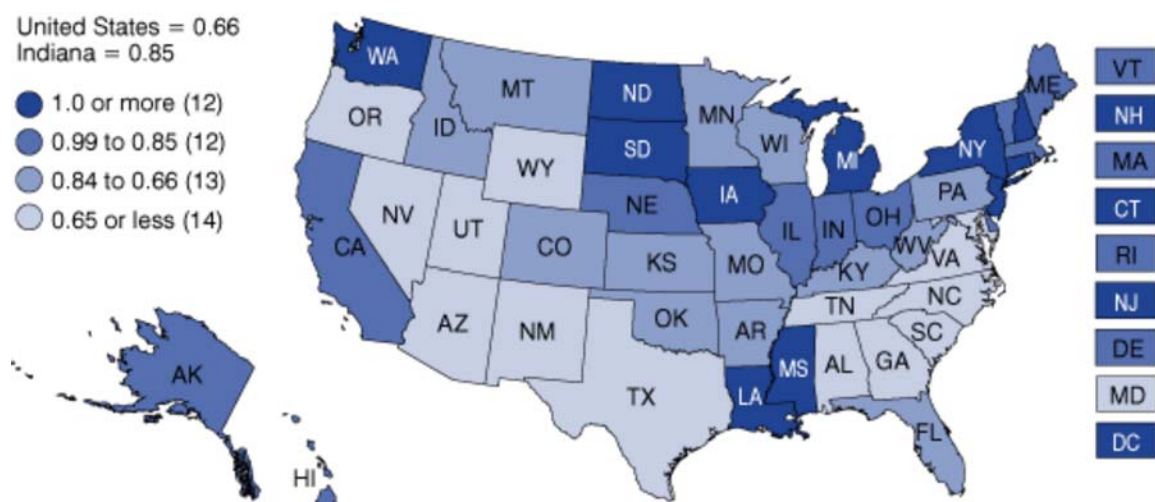 United States = 0.66
Indiana = 0.85
1.0 or more (12)
0.99 to 0.85 (12)
0.84 to 0.66 (13)
0.65 or less (14)
WA
MT
ND
MN
ME
OR
ID
WY
SD
WI
MI
NY
NV
UT
CO
NE
IA
IL
IN
OH
PA
CA
KS
MO
KY
WV
VA
AZ
NM
OK
AR
TN
NC
SC
TX
LA
MS
AL
GA
FL
AK
HI
VT
NH
MA
CT
RI
NJ
DE
MD
DC